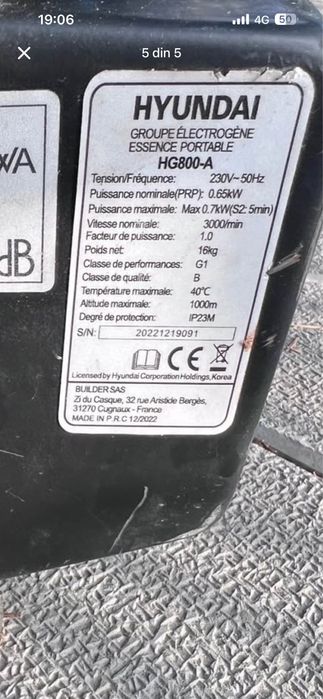 19:06
4G 50
5 din 5
WA
dB
HYUNDAI
GROUPE ÉLECTROGÈNE
ESSENCE PORTABLE
HG800-A
Tension/Fréquence: 230V~50Hz
Puissance nominale(PRP): 0.65kW
Puissance maximale: Max 0.7kW(S2: 5min)
Vitesse nominale: 3000/min
Facteur de puissance: 1.0
Poids net: 16kg
Classe de performances: G1
Classe de qualité: B
Température maximale: 40℃
Altitude maximale: 1000m
Degré de protection: IP23M
S/N: 20221219091
CE
Licensed by Hyundai Corporation Holdings, Korea
BUILDER SAS
Zi du Casque, 32 rue Aristide Bergès,
31270 Cugnaux - France
MADE IN P.R.C 12/2022